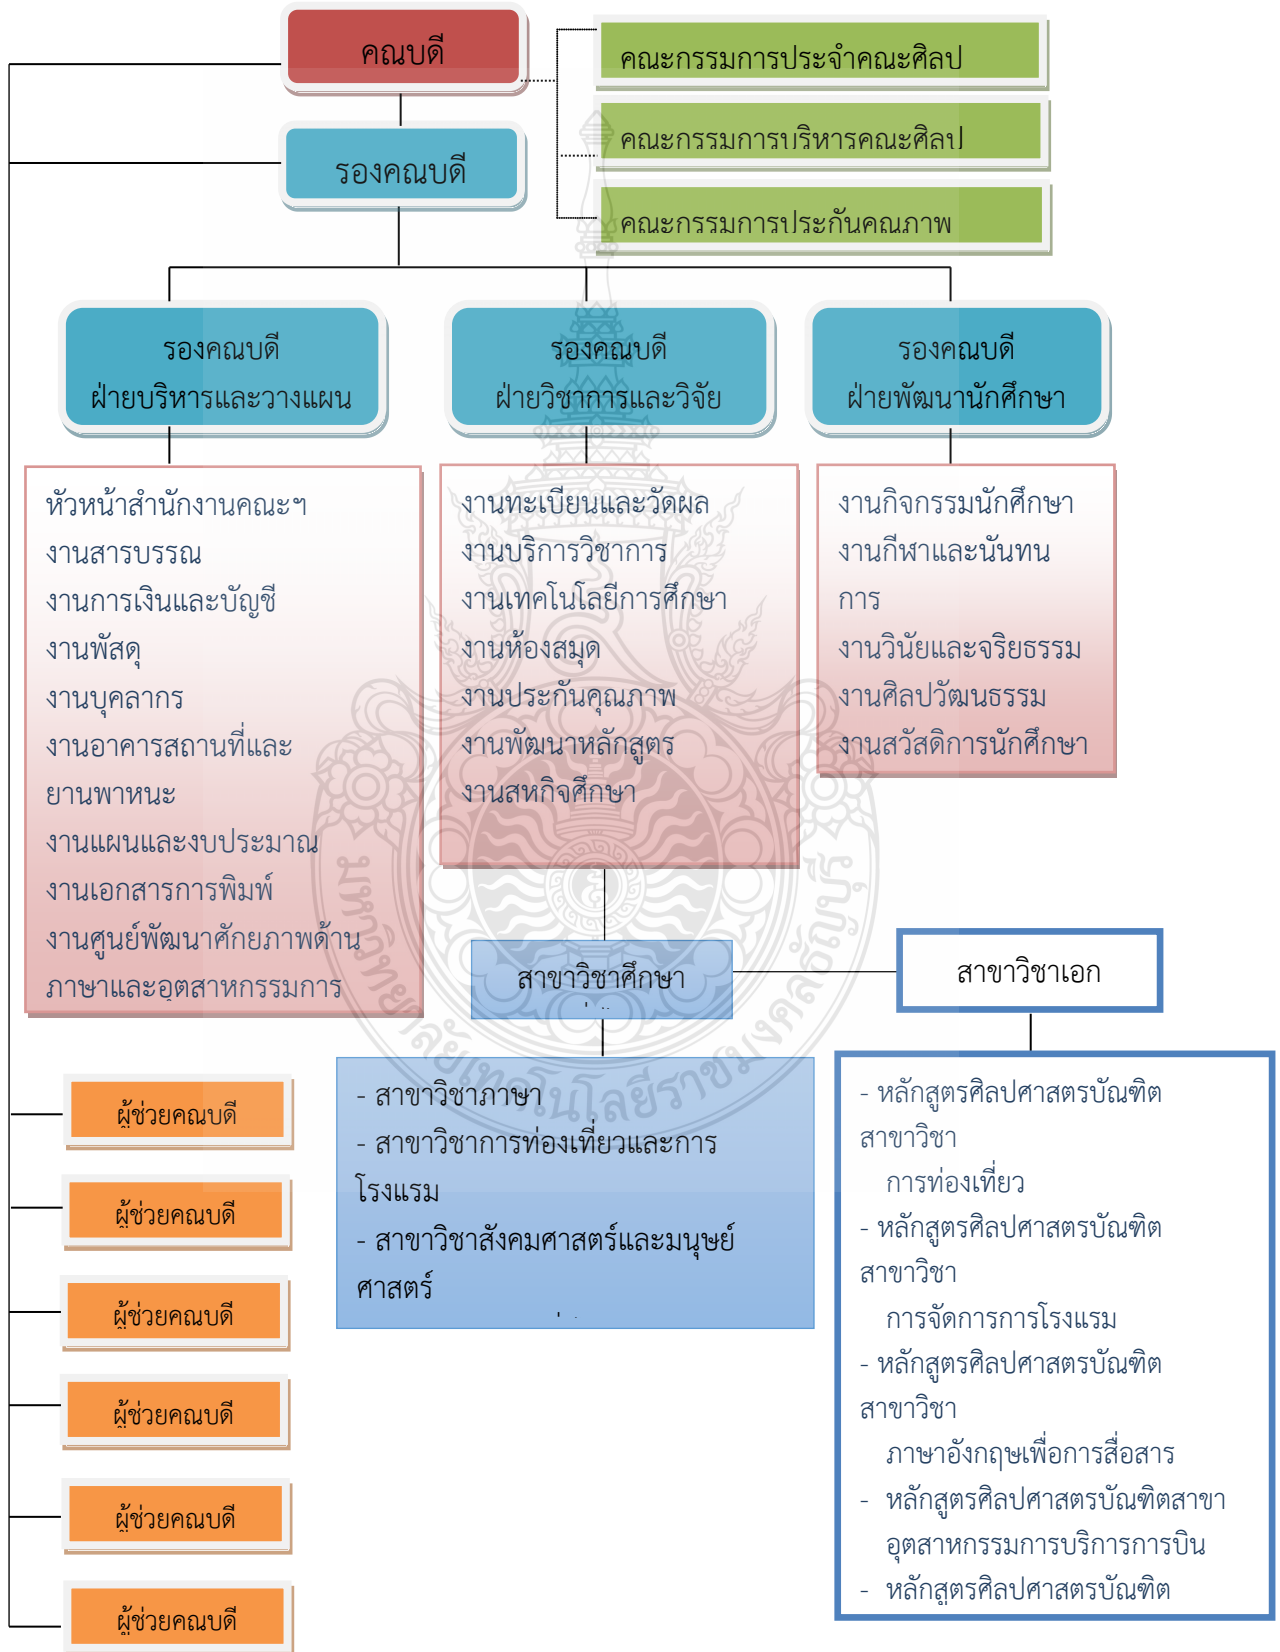 คณบดี
คณะกรรมการประจำคณะศิลป
คณะกรรมการบริหารคณะศิลป
คณะกรรมการประกันคุณภาพ
รองคณบดี
รองคณบดี
ฝ่ายบริหารและวางแผน
รองคณบดี
ฝ่ายวิชาการและวิจัย
รองคณบดี
ฝ่ายพัฒนานักศึกษา
หัวหน้าสำนักงานคณะฯ
งานสารบรรณ
งานการเงินและบัญชี
งานพัสดุ
งานบุคลากร
งานอาคารสถานที่และ
ยานพาหนะ
งานแผนและงบประมาณ
งานเอกสารการพิมพ์
งานศูนย์พัฒนาศักยภาพด้าน
ภาษาและอุตสาหกรรมการ
งานทะเบียนและวัดผล
งานบริการวิชาการ
งานเทคโนโลยีการศึกษา
งานห้องสมุด
งานประกันคุณภาพ
งานพัฒนาหลักสูตร
งานสหกิจศึกษา
งานกิจกรรมนักศึกษา
งานกีฬาและนันทน
การ
งานวินัยและจริยธรรม
งานศิลปวัฒนธรรม
งานสวัสดิการนักศึกษา
สาขาวิชาศึกษา
สาขาวิชาเอก
- สาขาวิชาภาษา
- สาขาวิชาการท่องเที่ยวและการ
โรงแรม
- สาขาวิชาสังคมศาสตร์และมนุษย์
ศาสตร์
- หลักสูตรศิลปศาสตรบัณฑิต
สาขาวิชา
การท่องเที่ยว
- หลักสูตรศิลปศาสตรบัณฑิต
สาขาวิชา
การจัดการการโรงแรม
- หลักสูตรศิลปศาสตรบัณฑิต
สาขาวิชา
ภาษาอังกฤษเพื่อการสื่อสาร
- หลักสูตรศิลปศาสตรบัณฑิตสาขา
อุตสาหกรรมการบริการการบิน
- หลักสูตรศิลปศาสตรบัณฑิต
ผู้ช่วยคณบดี
ผู้ช่วยคณบดี
ผู้ช่วยคณบดี
ผู้ช่วยคณบดี
ผู้ช่วยคณบดี
ผู้ช่วยคณบดี
มหาวิทยาลัยเทคโนโลยีราชมงคลธัญบุรี